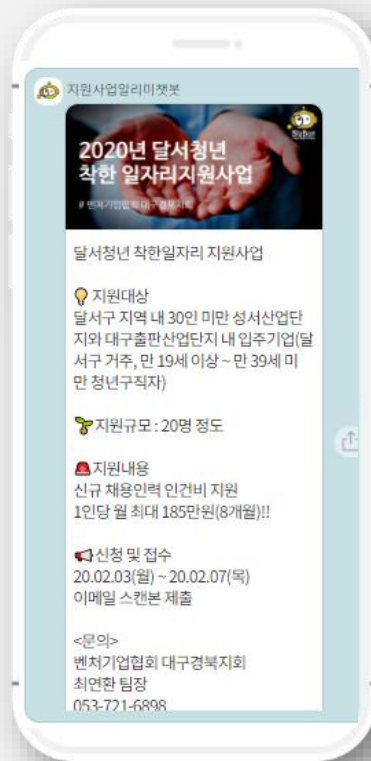 지원사업알리미챗봇
BizBot
2020년 달서청년
착한 일자리지원사업
# 벤처기업협회 대구경북지회
달서청년 착한일자리 지원사업
지원대상
달서구 지역 내 30인 미만 성서산업단
지와 대구출판산업단지 내 입주기업(달
서구 거주, 만 19세 이상 ~ 만 39세 미
만 청년구직자)
지원규모 : 20명 정도
지원내용
신규 채용인력 인건비 지원
1인당 월 최대 185만원(8개월)!!
신청 및 접수
20.02.03(월) ~ 20.02.07(목)
이메일 스캔본 제출
<문의>
벤처기업협회 대구경북지회
최연환 팀장
053-721-6898